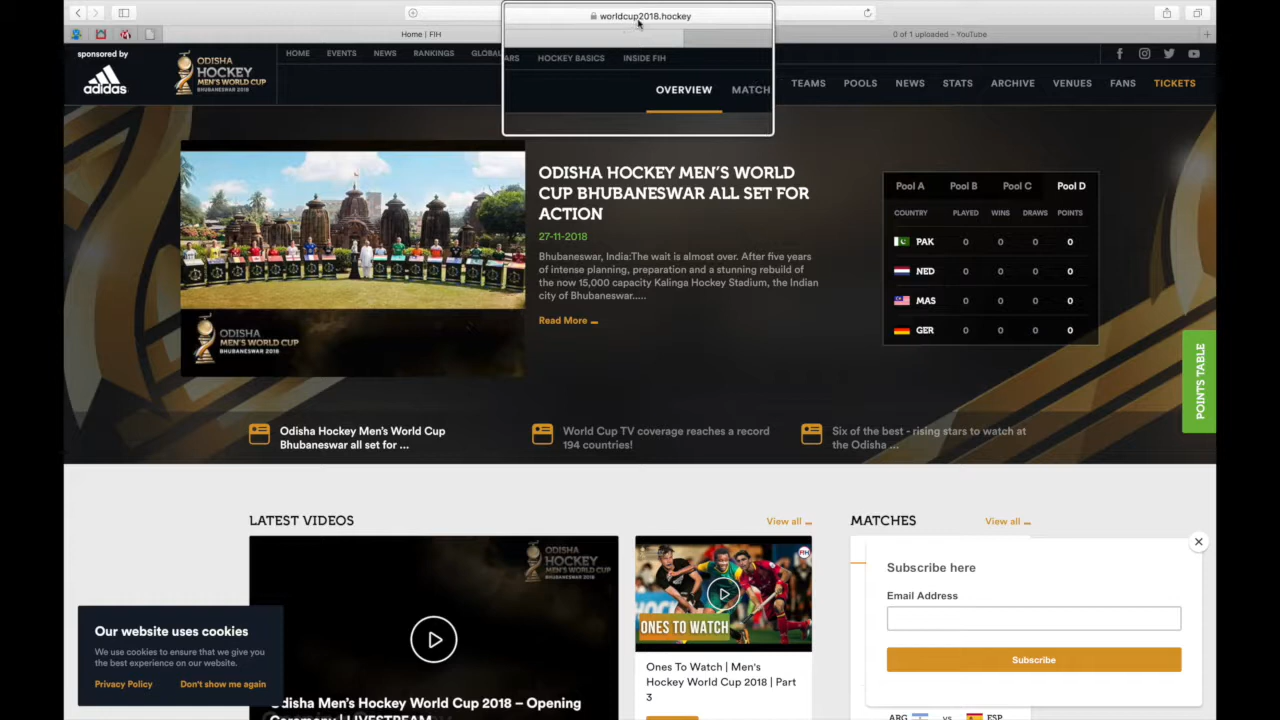 worldcup2018.hockey
Home | FIH
0 of 1 uploaded - YouTube
sponsored by
adidas
ODISHA
HOCKEY
MEN'S WORLD CUP
BHUBANESWAR 2018
HOME EVENTS NEWS RANKINGS GLOBAL
ARS HOCKEY BASICS INSIDE FIH
OVERVIEW MATCH
TEAMS POOLS NEWS STATS ARCHIVE VENUES FANS TICKETS
ODISHA HOCKEY MEN'S WORLD
CUP BHUBANESWAR ALL SET FOR
ACTION
27-11-2018
Bhubaneswar, India:The wait is almost over. After five years
of intense planning, preparation and a stunning rebuild of
the now 15,000 capacity Kalinga Hockey Stadium, the Indian
city of Bhubaneswar.....
Read More
ODISHA
MEN'S WORLD CUP
BHUBANESWAR 2018
Pool A Pool B Pool C Pool D
COUNTRY PLAYED WINS DRAWS POINTS
PAK 0 0 0 0
NED 0 0 0 0
MAS 0 0 0 0
GER 0 0 0 0
POINTS TABLE
Odisha Hockey Men's World Cup
Bhubaneswar all set for ...
World Cup TV coverage reaches a record
194 countries!
Six of the best - rising stars to watch at
the Odisha ...
LATEST VIDEOS
View all
MATCHES
View all
ODISHA
HOCKEY
MEN'S WORLD CUP
BHUBANESWAR 2018
Odisha Men's Hockey World Cup 2018 – Opening
Ceremony | LIVESTREAM
FIH
ONES TO WATCH
Ones To Watch | Men's
Hockey World Cup 2018 | Part
3
Subscribe here
Email Address
Subscribe
ARG vs ESP
Our website uses cookies
We use cookies to ensure that we give you
the best experience on our website.
Privacy Policy Don't show me again